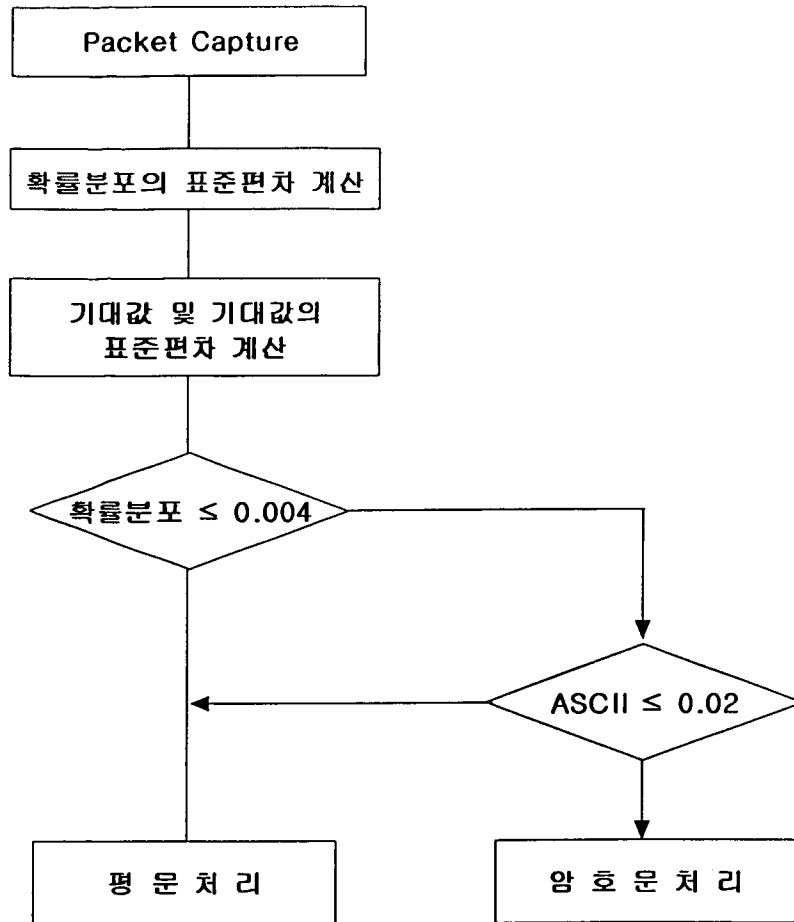 Packet Capture
확률분포의 표준편차 계산
기대값 및 기대값의
표준편차 계산
확률분포 ≤ 0.004
ASCII ≤ 0.02
평 문 처 리
암 호 문 처 리